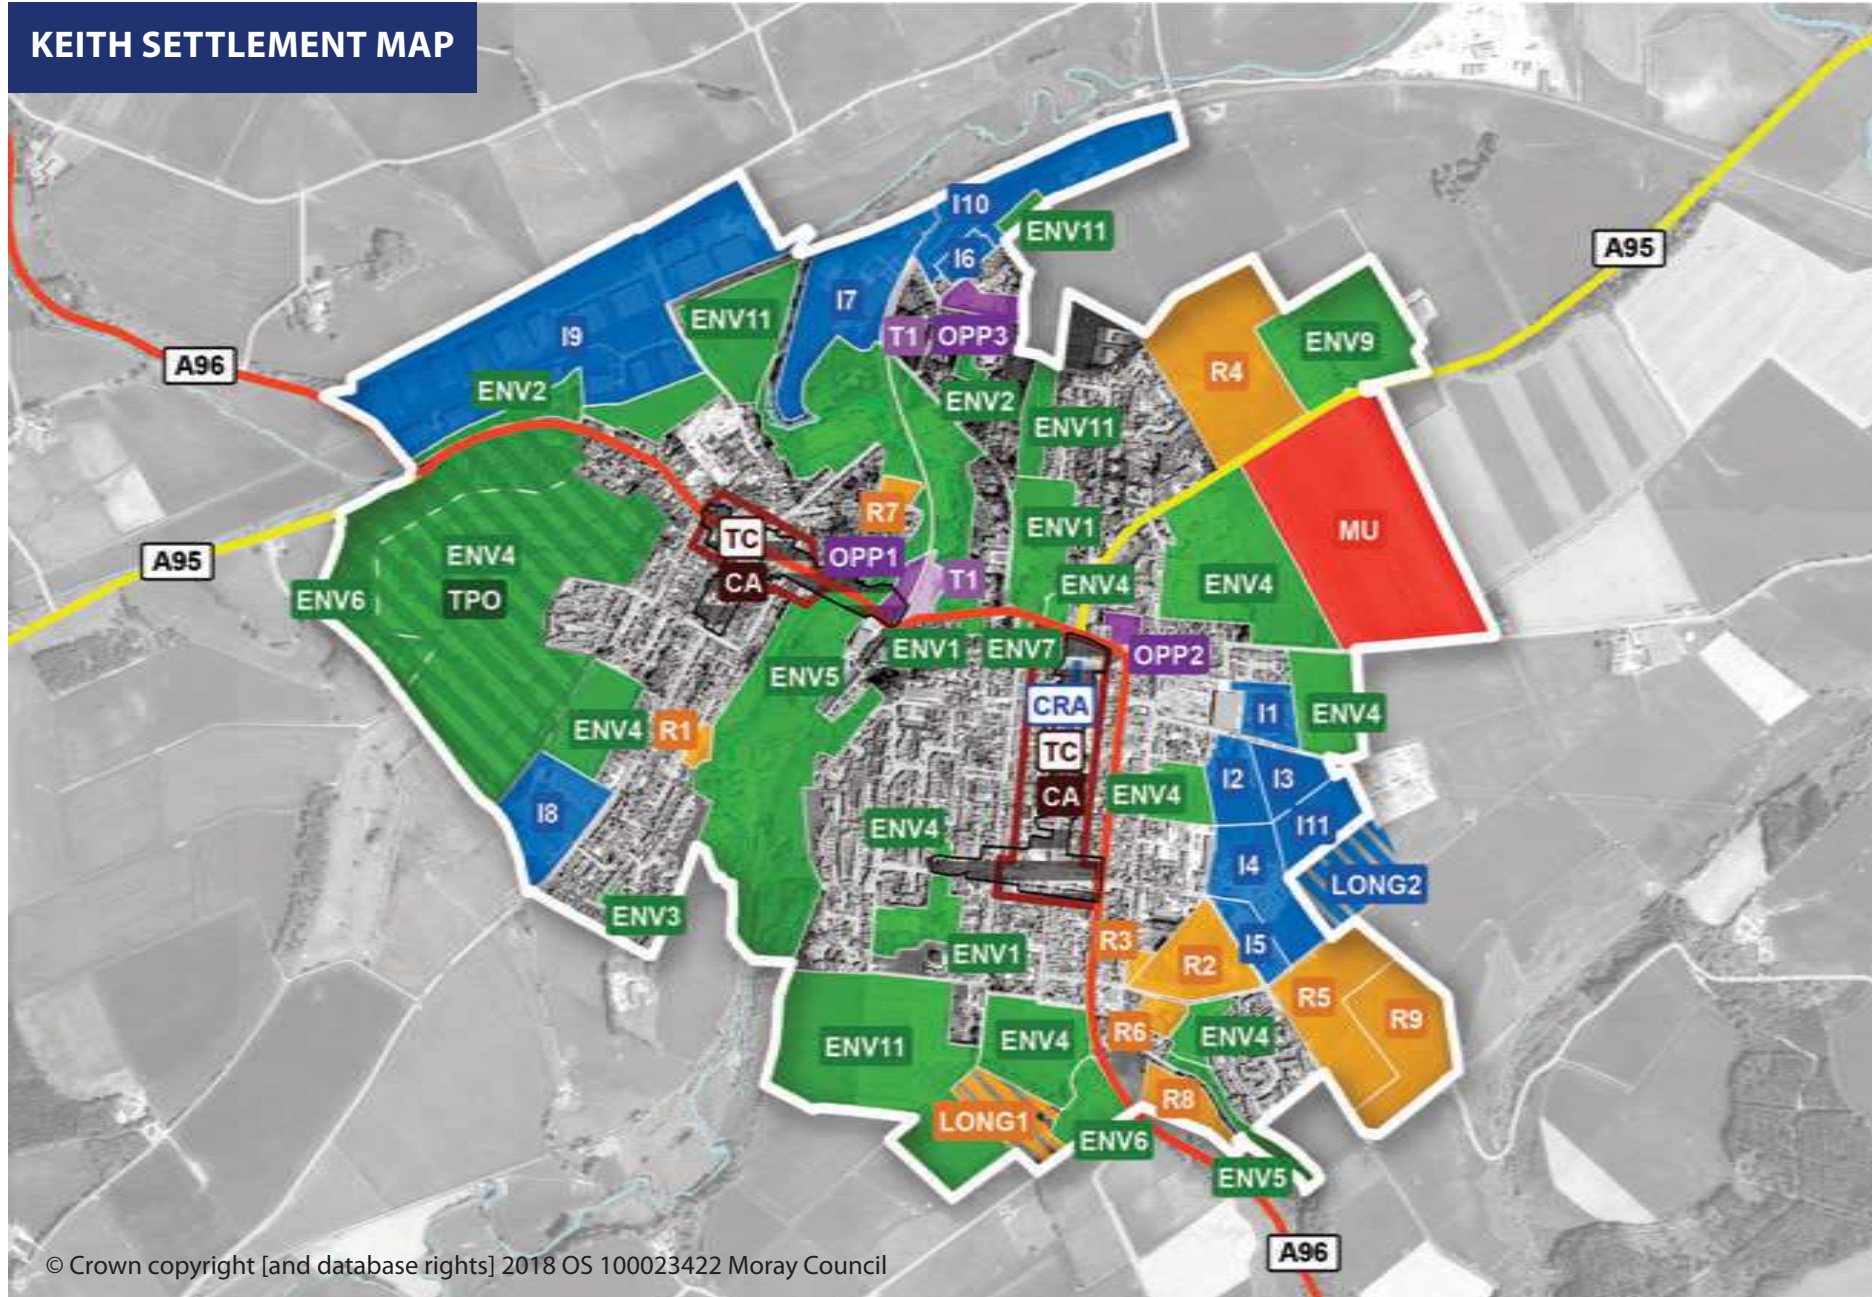 KEITH SETTLEMENT MAP
I10
ENV11
I6
A95
I7
ENV11
I9
T1
OPP3
ENV9
A96
R4
ENV2
ENV2
ENV11
R7
ENV1
MU
TC
OPP1
A95
ENV4
CA
T1
ENV4
ENV4
ENV6
TPO
ENV1
ENV7
OPP2
ENV5
CRA
I1
ENV4
ENV4
R1
TC
I2
I3
CA
ENV4
I8
ENV4
I11
I4
LONG2
ENV3
R3
I5
ENV1
R2
R5
R9
R6
ENV4
ENV11
ENV4
R8
LONG1
ENV6
ENV5
A96
© Crown copyright [and database rights] 2018 OS 100023422 Moray Council